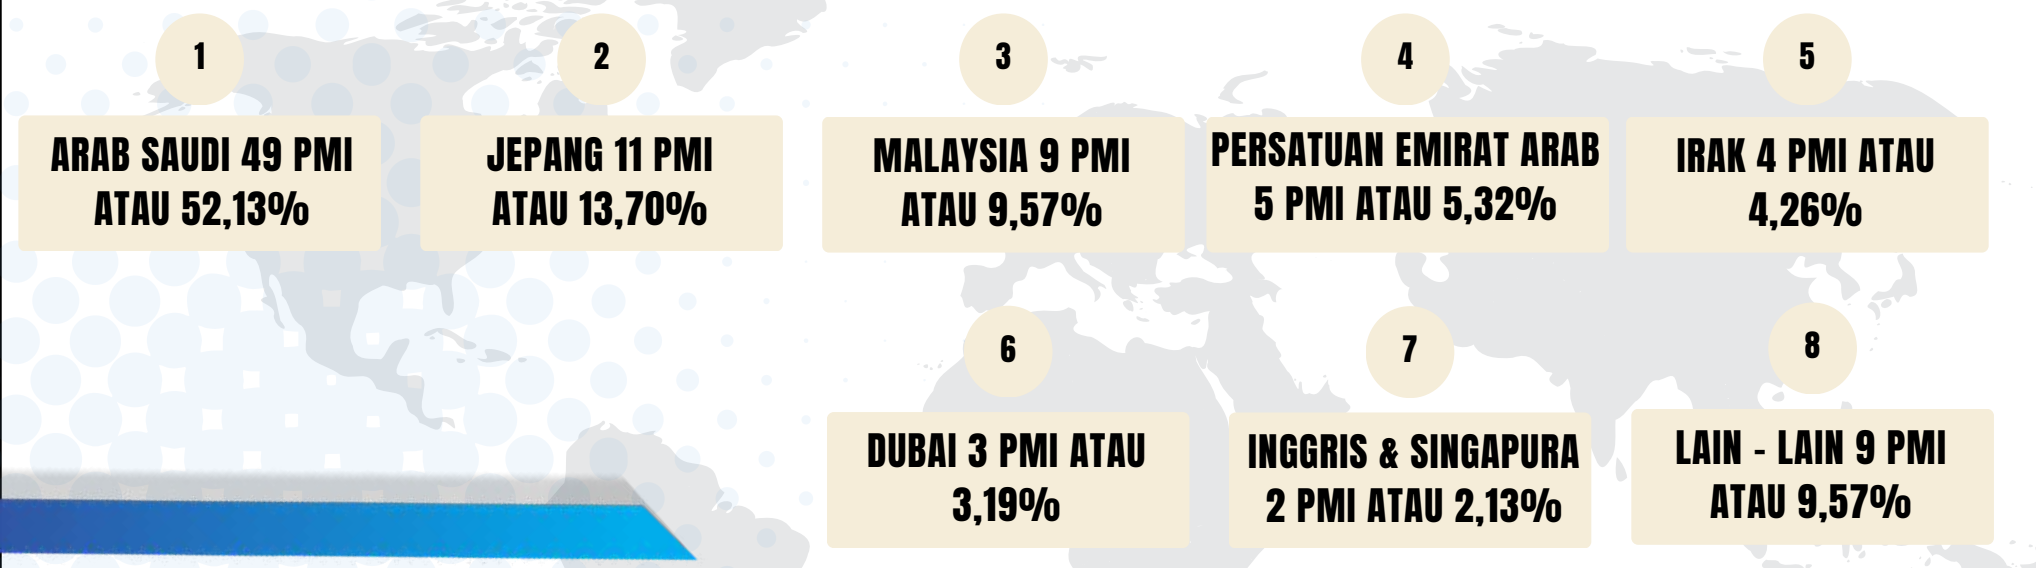 1
ARAB SAUDI 49 PMI
ATAU 52,13%
2
JEPANG 11 PMI
ATAU 13,70%
3
MALAYSIA 9 PMI
ATAU 9,57%
4
PERSATUAN EMIRAT ARAB
5 PMI ATAU 5,32%
5
IRAK 4 PMI ATAU
4,26%
6
DUBAI 3 PMI ATAU
3,19%
7
INGGRIS & SINGAPURA
2 PMI ATAU 2,13%
8
LAIN - LAIN 9 PMI
ATAU 9,57%